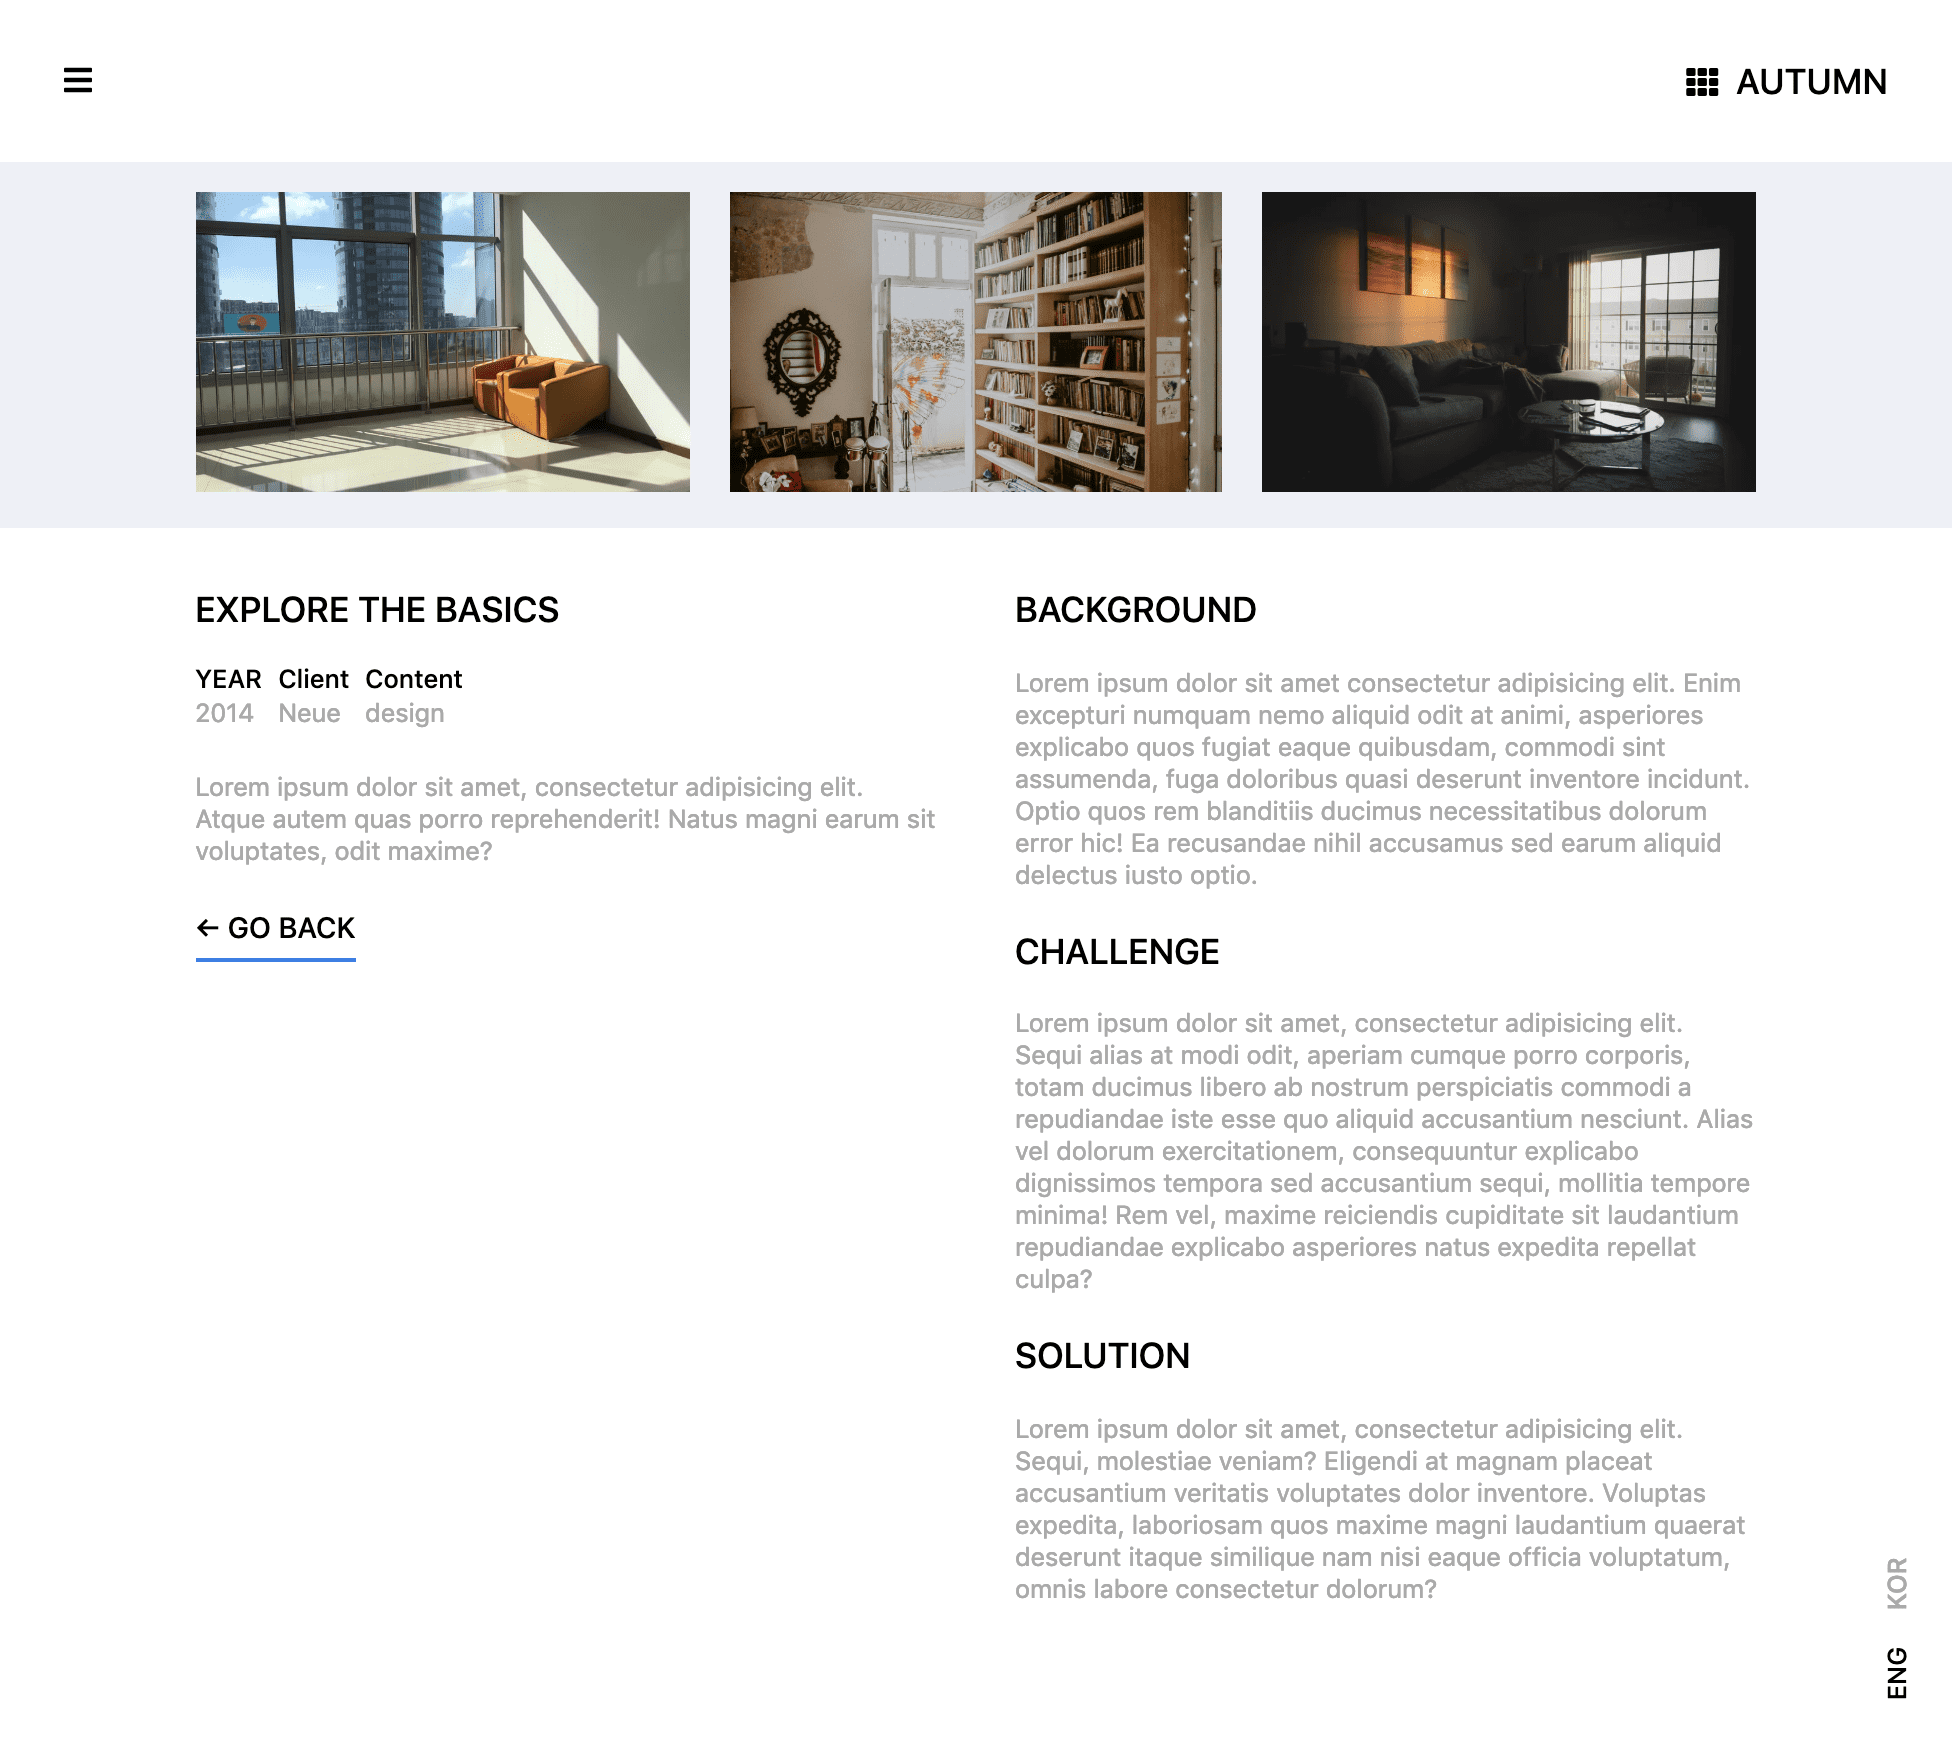 AUTUMN
EXPLORE THE BASICS
YEAR Client Content
2014 Neue design
Lorem ipsum dolor sit amet, consectetur adipisicing elit.
Atque autem quas porro reprehenderit! Natus magni earum sit
voluptates, odit maxime?
← GO BACK
BACKGROUND
Lorem ipsum dolor sit amet consectetur adipisicing elit. Enim
excepturi numquam nemo aliquid odit at animi, asperiores
explicabo quos fugiat eaque quibusdam, commodi sint
assumenda, fuga doloribus quasi deserunt inventore incidunt.
Optio quos rem blanditiis ducimus necessitatibus dolorum
error hic! Ea recusandae nihil accusamus sed earum aliquid
delectus iusto optio.
CHALLENGE
Lorem ipsum dolor sit amet, consectetur adipisicing elit.
Sequi alias at modi odit, aperiam cumque porro corporis,
totam ducimus libero ab nostrum perspiciatis commodi a
repudiandae iste esse quo aliquid accusantium nesciunt. Alias
vel dolorum exercitationem, consequuntur explicabo
dignissimos tempora sed accusantium sequi, mollitia tempore
minima! Rem vel, maxime reiciendis cupiditate sit laudantium
repudiandae explicabo asperiores natus expedita repellat
culpa?
SOLUTION
Lorem ipsum dolor sit amet, consectetur adipisicing elit.
Sequi, molestiae veniam? Eligendi at magnam placeat
accusantium veritatis voluptates dolor inventore. Voluptas
expedita, laboriosam quos maxime magni laudantium quaerat
deserunt itaque similique nam nisi eaque officia voluptatum,
omnis labore consectetur dolorum?
ENG KOR